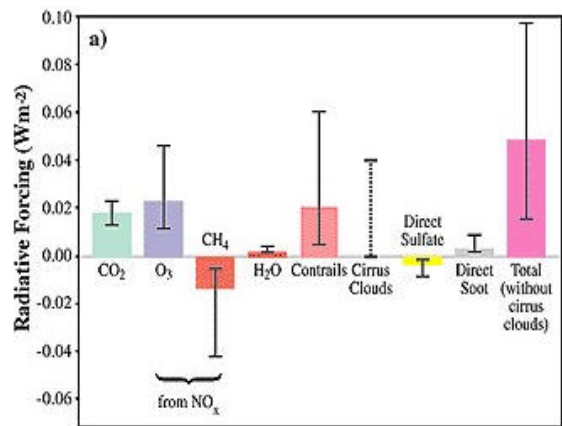 a)
Radiative Forcing (Wm-2)
0.10
0.08
0.06
0.04
0.02
0.00
-0.02
-0.04
-0.06
CO2
O3
CH4
H2O
Contrails
Cirrus
Clouds
Direct
Sulfate
Direct
Soot
Total
(without
cirrus
clouds)
from NOx